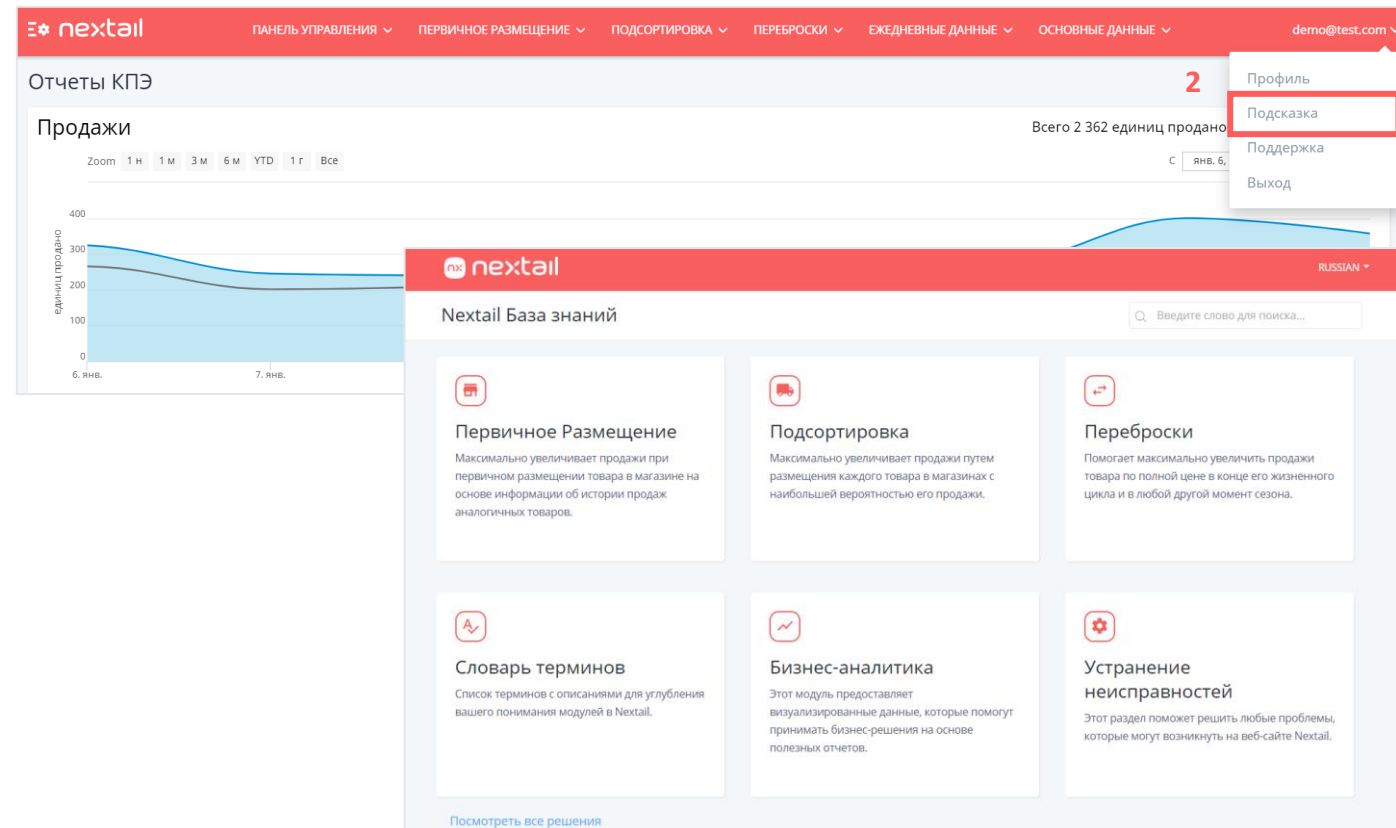 nextail
ПАНЕЛЬ УПРАВЛЕНИЯ ПЕРВИЧНОЕ РАЗМЕЩЕНИЕ ПОДСОРТИРОВКА ПЕРЕБРОСКИ ЕЖЕДНЕВНЫЕ ДАННЫЕ ОСНОВНЫЕ ДАННЫЕ demo@test.com
Отчеты КПЭ
2
Профиль
Подсказка
Поддержка
Выход
Продажи
Всего 2 362 единиц продано
Zoom 1 н 1 м 3 м 6 м YTD 1 г Все
С янв. 6,
единиц продано
400
300
200
100
0
6. янв. 7. янв.
nx nextail
RUSSIAN
Nextail База знаний
Введите слово для поиска...
Первичное Размещение
Максимально увеличивает продажи при
первичном размещении товара в магазине на
основе информации об истории продаж
аналогичных товаров.
Подсортировка
Максимально увеличивает продажи путем
размещения каждого товара в магазинах с
наибольшей вероятностью его продажи.
Переброски
Помогает максимально увеличить продажи
товара по полной цене в конце его жизненного
цикла и в любой другой момент сезона.
Словарь терминов
Список терминов с описаниями для углубления
вашего понимания модулей в Nextail.
Бизнес-аналитика
Этот модуль предоставляет
визуализированные данные, которые помогут
принимать бизнес-решения на основе
полезных отчетов.
Устранение
неисправностей
Этот раздел поможет решить любые проблемы,
которые могут возникнуть на веб-сайте Nextail.
Посмотреть все решения